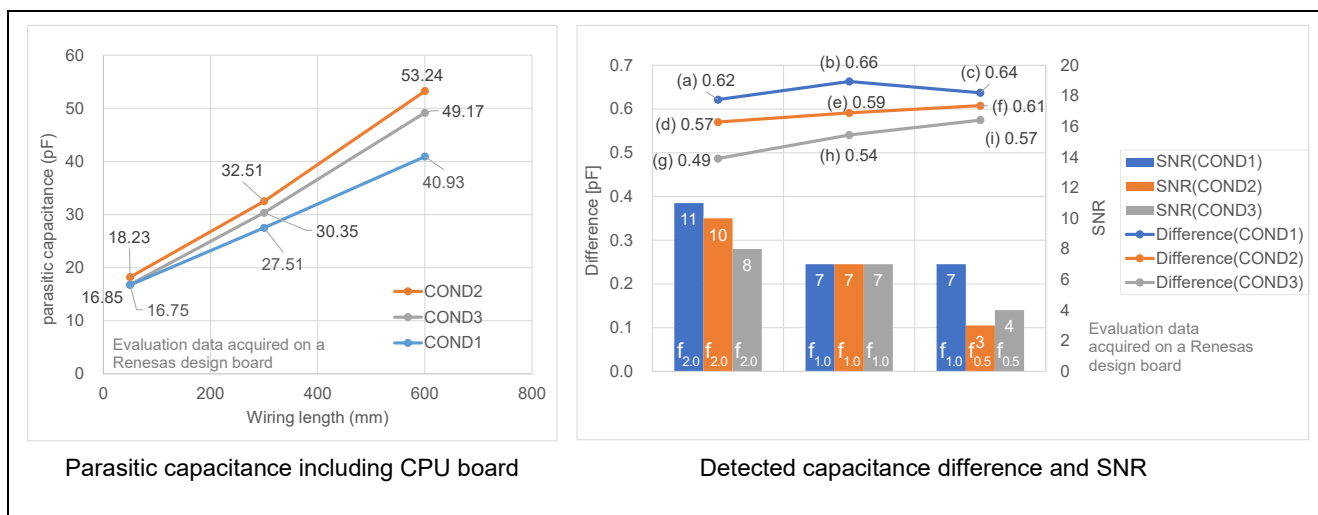 60
50
40
30
20
10
0
parasitic capacitance (pF)
53.24
49.17
40.93
32.51
30.35
27.51
18.23
16.85
16.75
COND2
COND3
COND1
Evaluation data acquired on a
Renesas design board
0
200
400
600
800
Wiring length (mm)
Parasitic capacitance including CPU board
0.7
0.6
0.5
0.4
0.3
0.2
0.1
0.0
Difference [pF]
(a) 0.62
(b) 0.66
(c) 0.64
(d) 0.57
(e) 0.59
(f) 0.61
(g) 0.49
(h) 0.54
(i) 0.57
11
10
8
7
7
7
7
3
4
f2.0
f2.0
f2.0
f1.0
f1.0
f1.0
f1.0
f0.5
f0.5
20
18
16
14
12
10
8
6
4
2
0
SNR
SNR(COND1)
SNR(COND2)
SNR(COND3)
Difference(COND1)
Difference(COND2)
Difference(COND3)
Evaluation data
acquired on a Renesas
design board
Detected capacitance difference and SNR